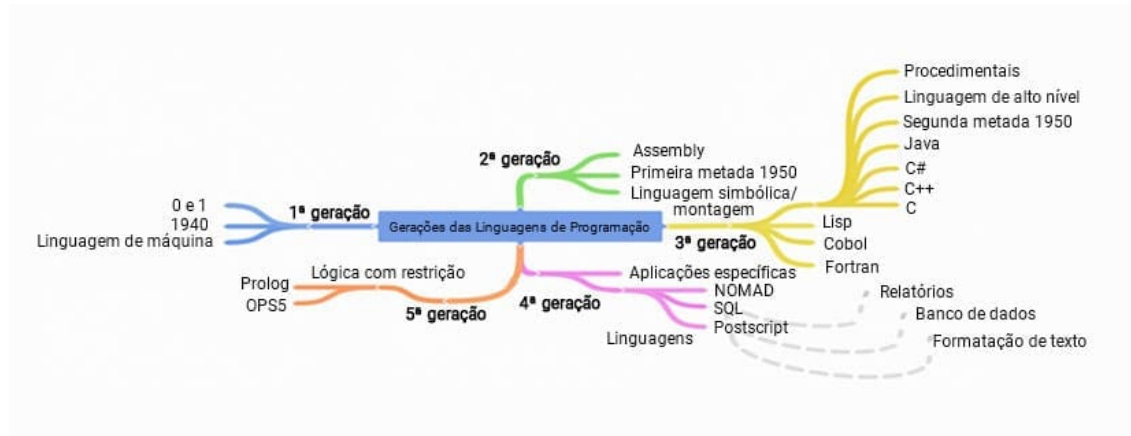 Gerações das Linguagens de Programação
1ª geração
0 e 1
1940
Linguagem de máquina
2ª geração
Assembly
Primeira metada 1950
Linguagem simbólica/
montagem
3ª geração
Procedimentais
Linguagem de alto nível
Segunda metada 1950
Java
C#
C++
C
Lisp
Cobol
Fortran
4ª geração
Aplicações específicas
Linguagens
NOMAD
SQL
Postscript
Relatórios
Banco de dados
Formatação de texto
5ª geração
Lógica com restrição
Prolog
OPS5